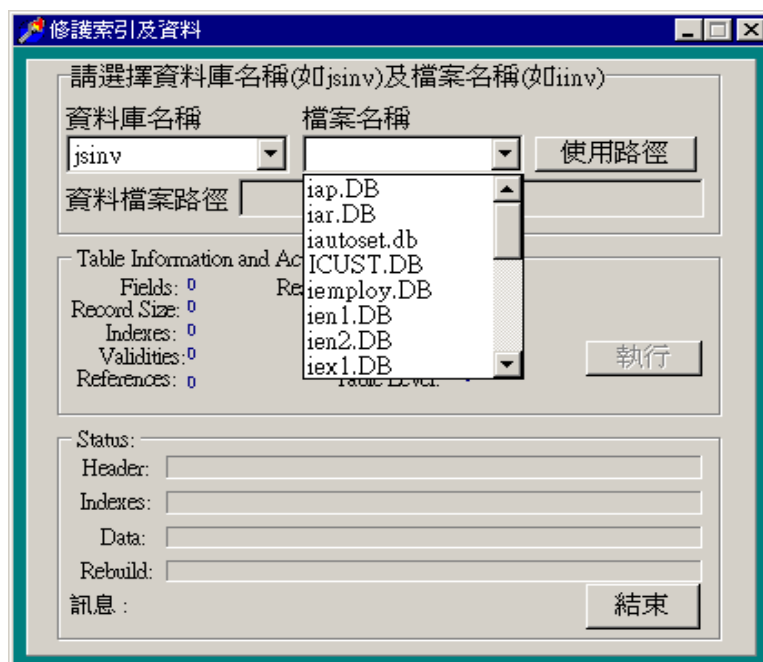 修護索引及資料
請選擇資料庫名稱(如jsinv)及檔案名稱(如iinv)
資料庫名稱 檔案名稱
jsinv 使用路徑
資料檔案路徑
iap.DB
iar.DB
iautoset.db
ICUST.DB
iemploy.DB
ien1.DB
ien2.DB
iex1.DB
Table Information and Ac
Fields: 0 Re
Record Size: 0
Indexes: 0
Validities:0
References: 0
執行
Status:
Header:
Indexes:
Data:
Rebuild:
訊息 : 結束